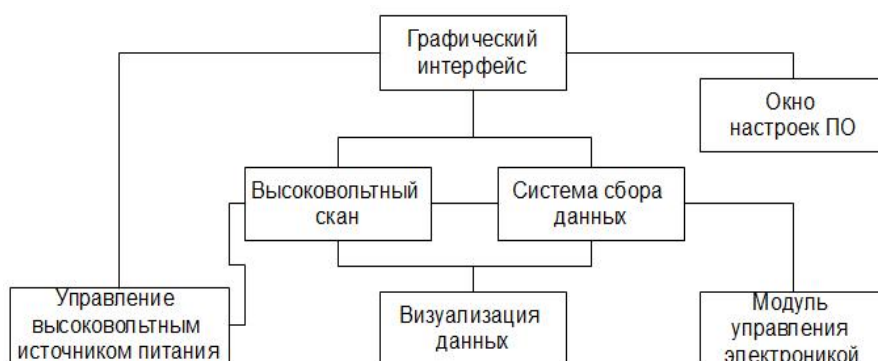 Графический
интерфейс
Окно
настроек ПО
Высоковольтный
скан
Система сбора
данных
Управление
высоковольтным
источником питания
Визуализация
данных
Модуль
управления
электроникой